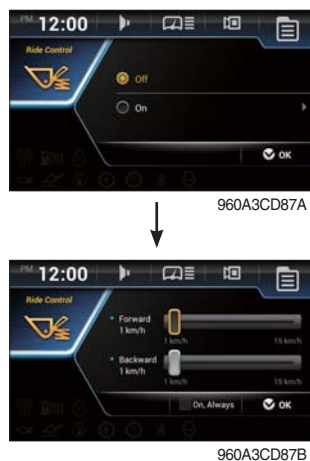 PM 12:00
Ride Control
Off
On
OK
960A3CD87A
PM 12:00
Ride Control
Forward
1 km/h
1 km/h 15 km/h
Backward
1 km/h
1 km/h 15 km/h
On, Always OK
960A3CD87B